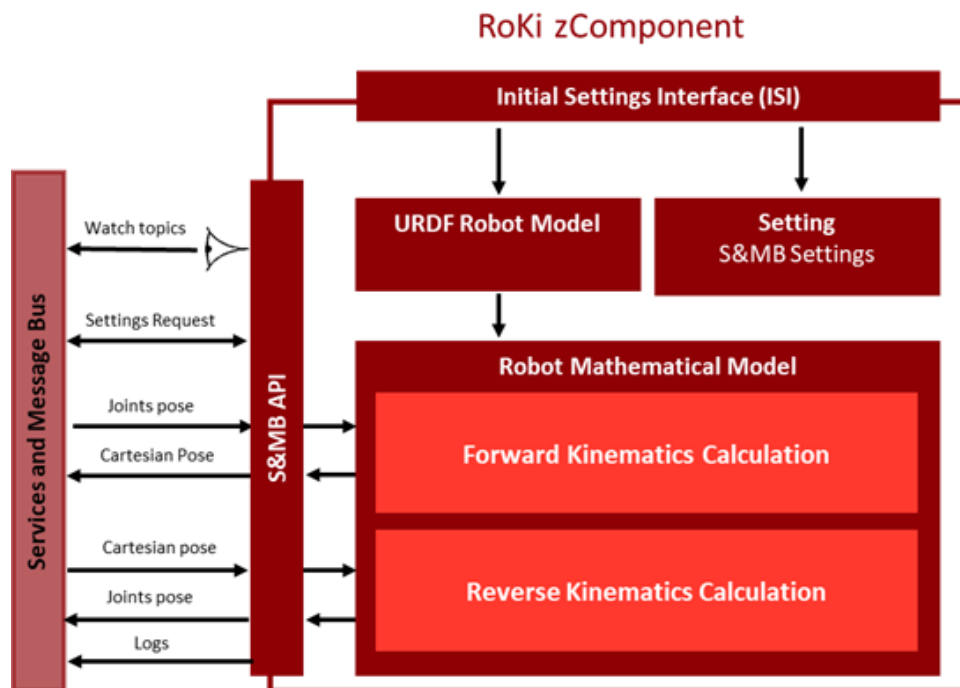 RoKi zComponent
Initial Settings Interface (ISI)
URDF Robot Model
Setting
S&MB Settings
Services and Message Bus
Watch topics
Settings Request
Joints pose
Cartesian Pose
Cartesian pose
Joints pose
Logs
S&MB API
Robot Mathematical Model
Forward Kinematics Calculation
Reverse Kinematics Calculation